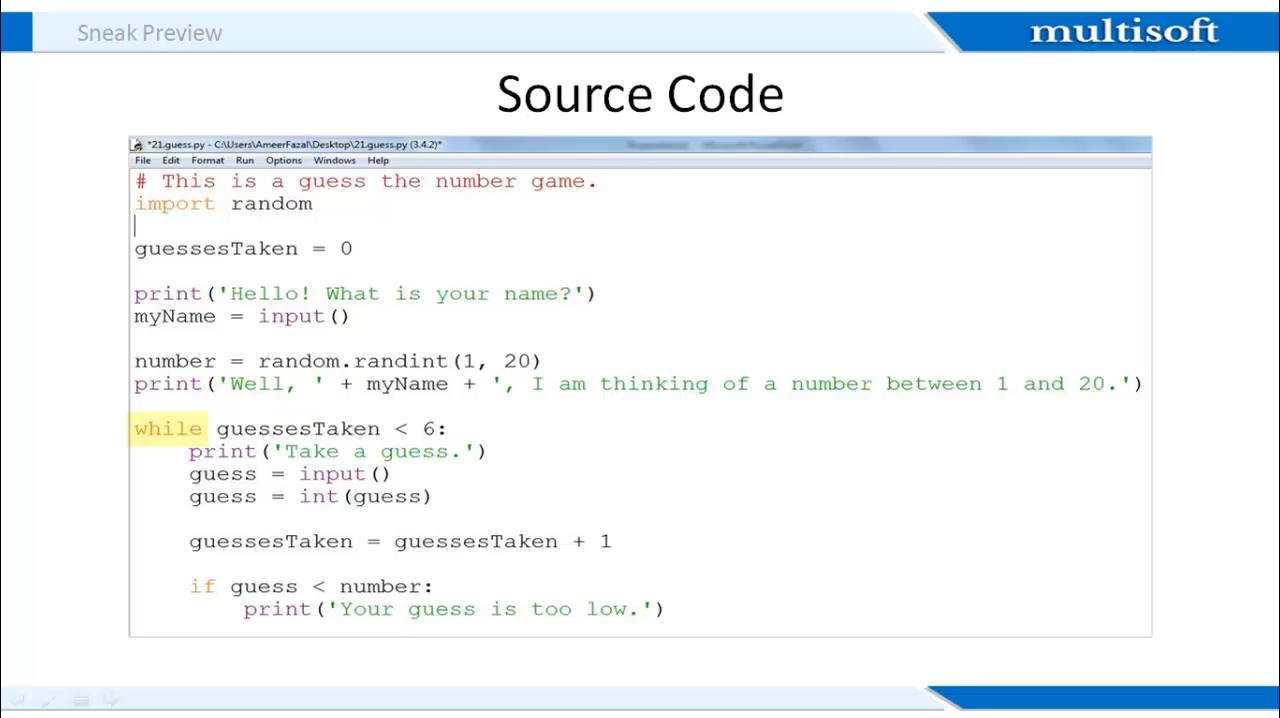 Sneak Preview
multisoft
Source Code
*21.guess.py - C:\Users\AmeerFazal\Desktop\21.guess.py (3.4.2)*
File Edit Format Run Options Windows Help
# This is a guess the number game.
import random
guessesTaken = 0
print('Hello! What is your name?')
myName = input()
number = random.randint(1, 20)
print('Well, ' + myName + ', I am thinking of a number between 1 and 20.')
while guessesTaken < 6:
    print('Take a guess.')
    guess = input()
    guess = int(guess)
    guessesTaken = guessesTaken + 1
    if guess < number:
        print('Your guess is too low.')